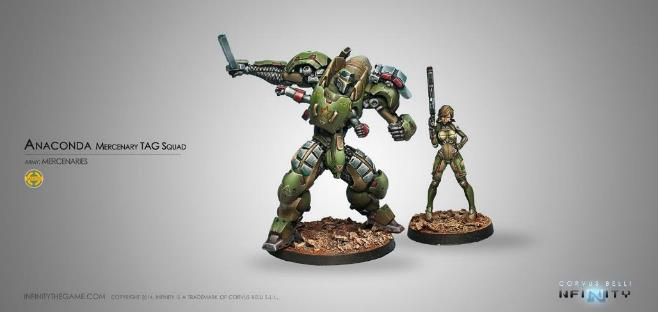 ANACONDA MERCENARY TAG SQUAD
ARMY: MERCENARIES
INFINITYTHEGAME.COM COPYRIGHT 2014. INFINITY IS A TRADEMARK OF CORVUS BELLI S.L.L.
CORVUS BELLI
INFINITY